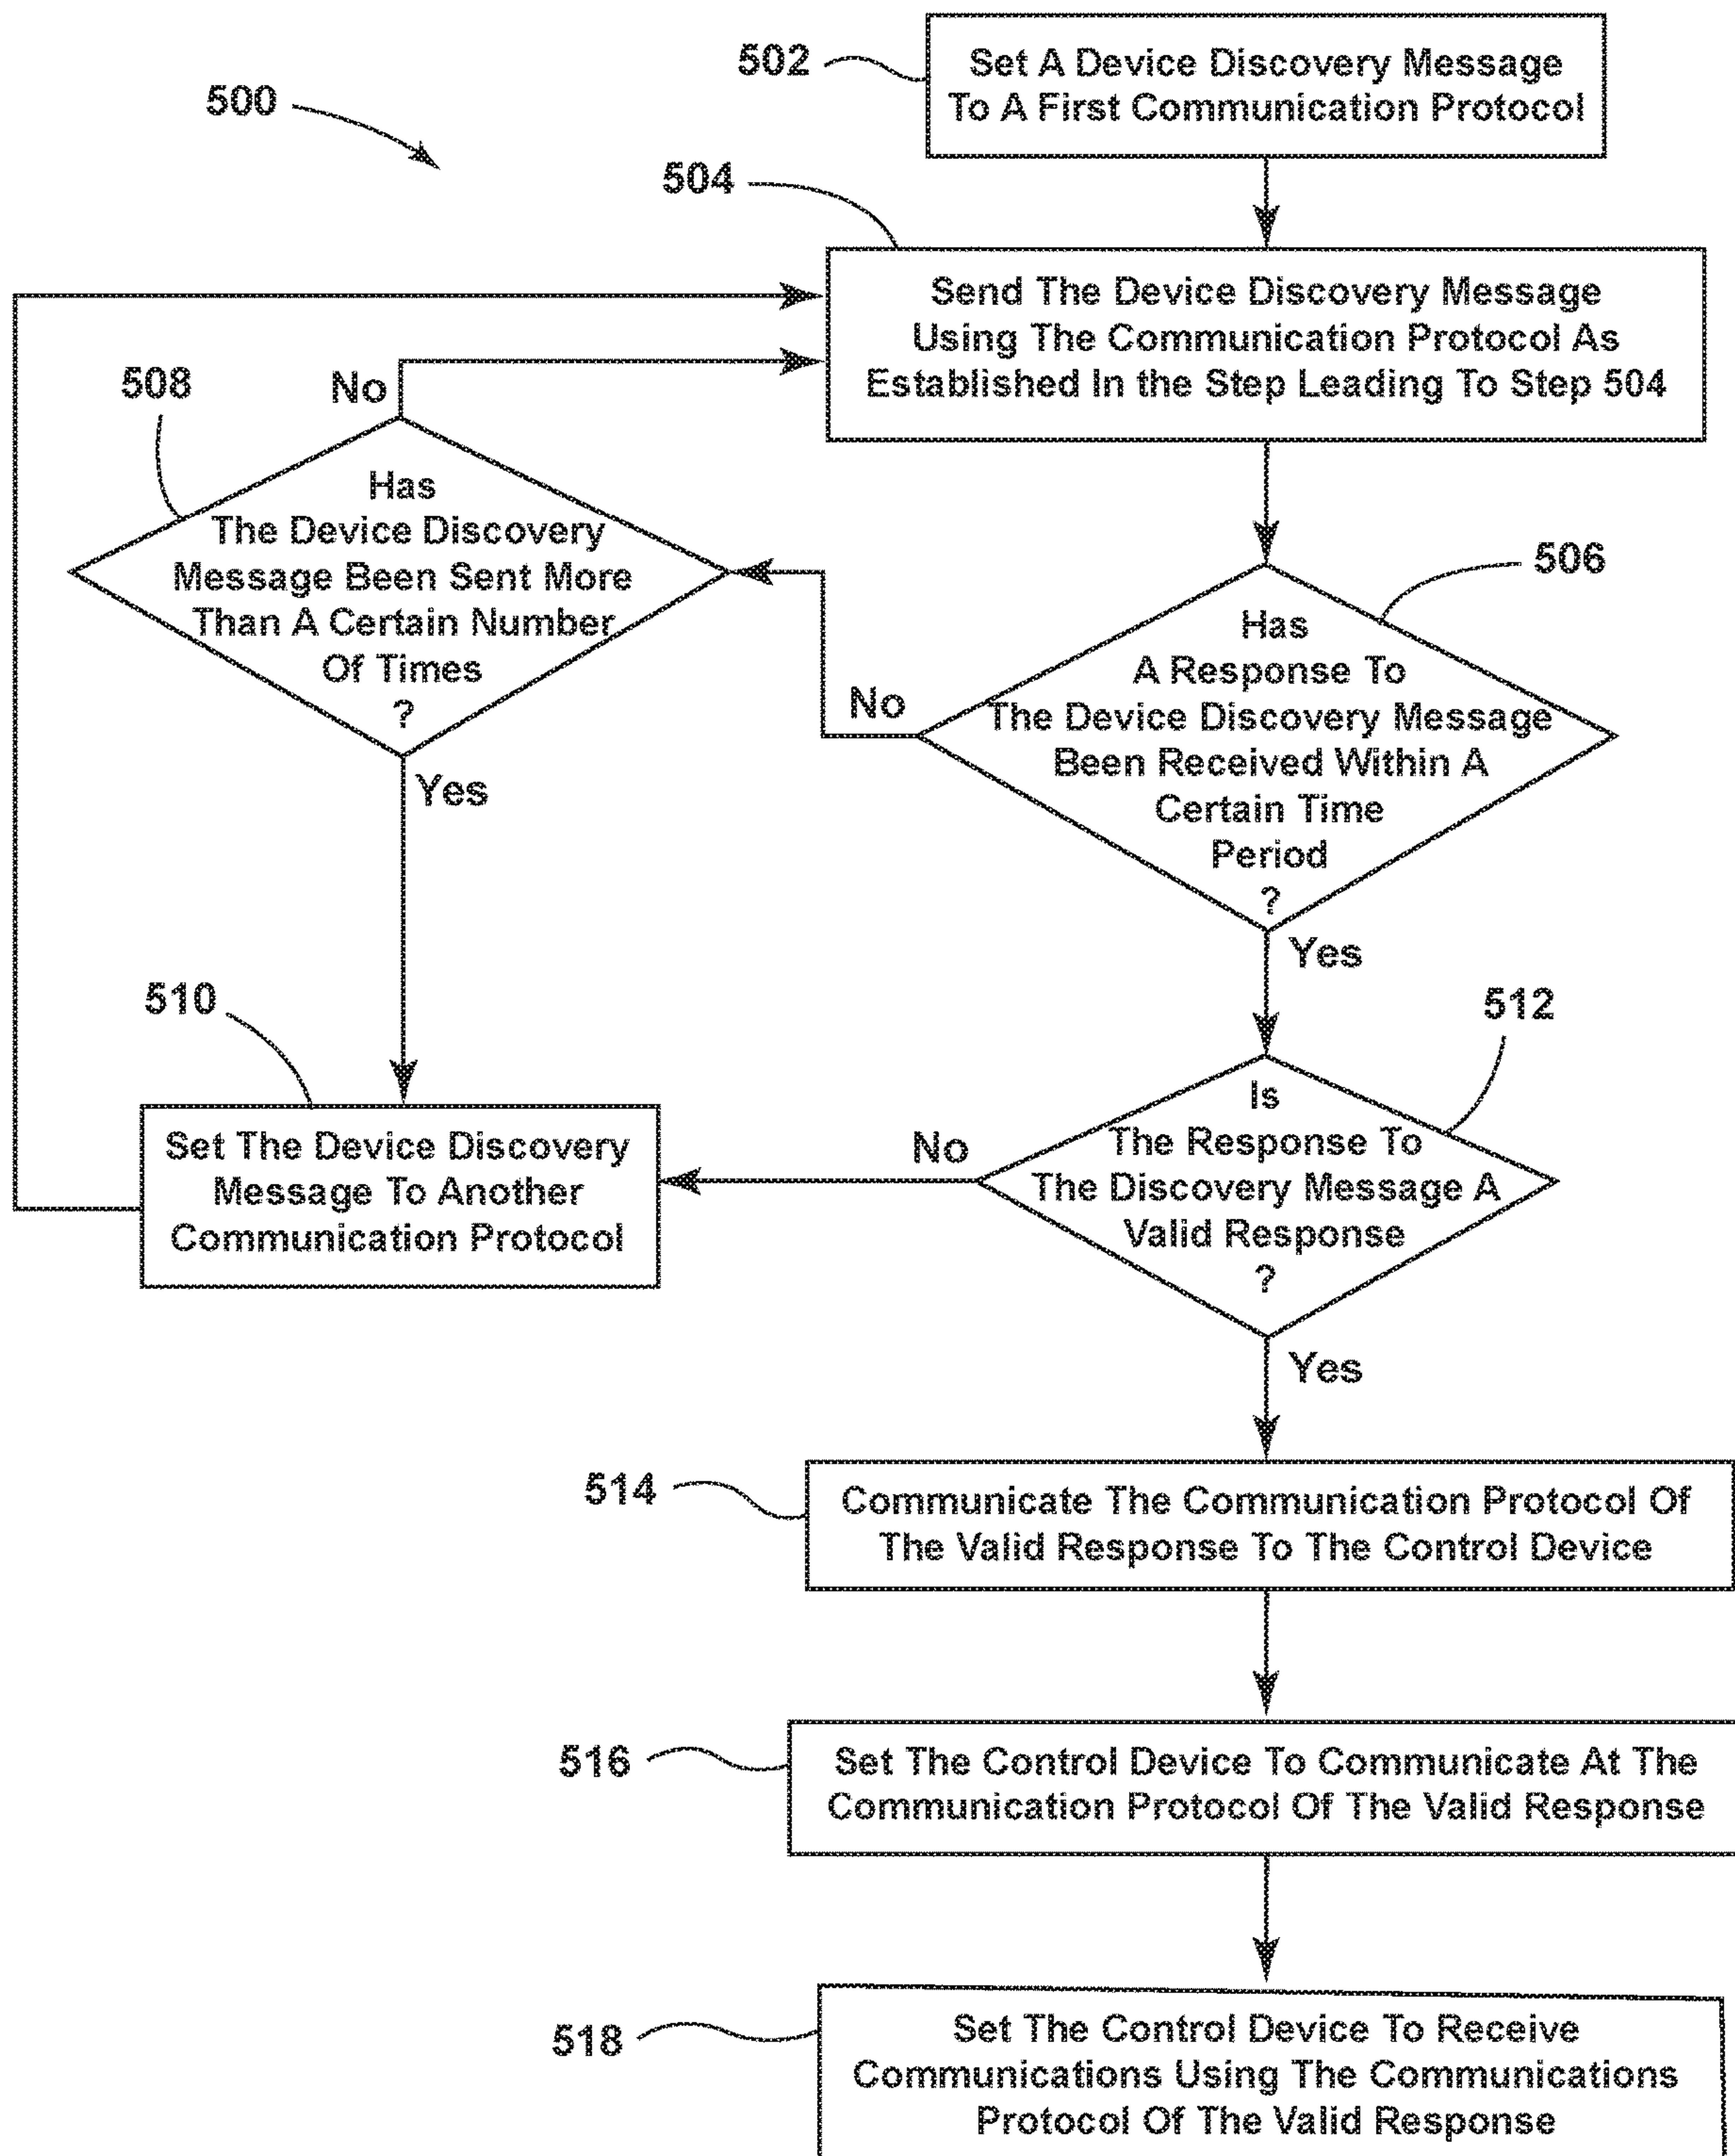 502
Set A Device Discovery Message
To A First Communication Protocol
500
504
Send The Device Discovery Message
Using The Communication Protocol As
Established In the Step Leading To Step 504
508
No
Has
The Device Discovery
Message Been Sent More
Than A Certain Number
Of Times
?
Yes
506
Has
A Response To
The Device Discovery Message
Been Received Within A
Certain Time
Period
?
No
Yes
510
Set The Device Discovery
Message To Another
Communication Protocol
512
Is
The Response To
The Discovery Message A
Valid Response
?
No
Yes
514
Communicate The Communication Protocol Of
The Valid Response To The Control Device
516
Set The Control Device To Communicate At The
Communication Protocol Of The Valid Response
518
Set The Control Device To Receive
Communications Using The Communications
Protocol Of The Valid Response